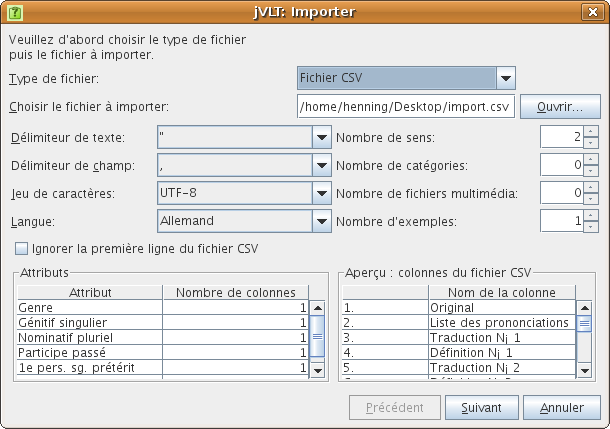 jVLT: Importer
Veuillez d'abord choisir le type de fichier
puis le fichier à importer.
Type de fichier: Fichier CSV
Choisir le fichier à importer: /home/henning/Desktop/import.csv Ouvrir...
Délimiteur de texte: " Nombre de sens: 2
Délimiteur de champ: , Nombre de catégories: 0
Jeu de caractères: UTF-8 Nombre de fichiers multimédia: 0
Langue: Allemand Nombre d'exemples: 1
Ignorer la première ligne du fichier CSV
Attributs Aperçu : colonnes du fichier CSV
Attribut Nombre de colonnes Nom de la colonne
Genre 1 1. Original
Génitif singulier 1 2. Liste des prononciations
Nominatif pluriel 1 3. Traduction N¡ 1
Participe passé 1 4. Définition N¡ 1
1e pers. sg. prétérit 1 5. Traduction N¡ 2
Précédent Suivant Annuler